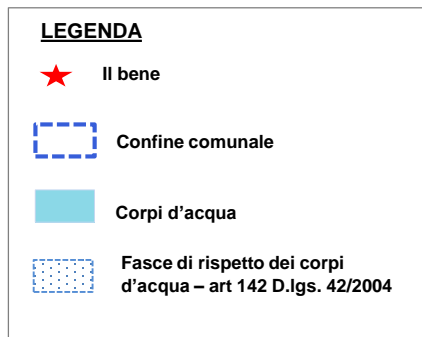 LEGENDA
Il bene
Confine comunale
Corpi d'acqua
Fasce di rispetto dei corpi
d'acqua – art 142 D.lgs. 42/2004